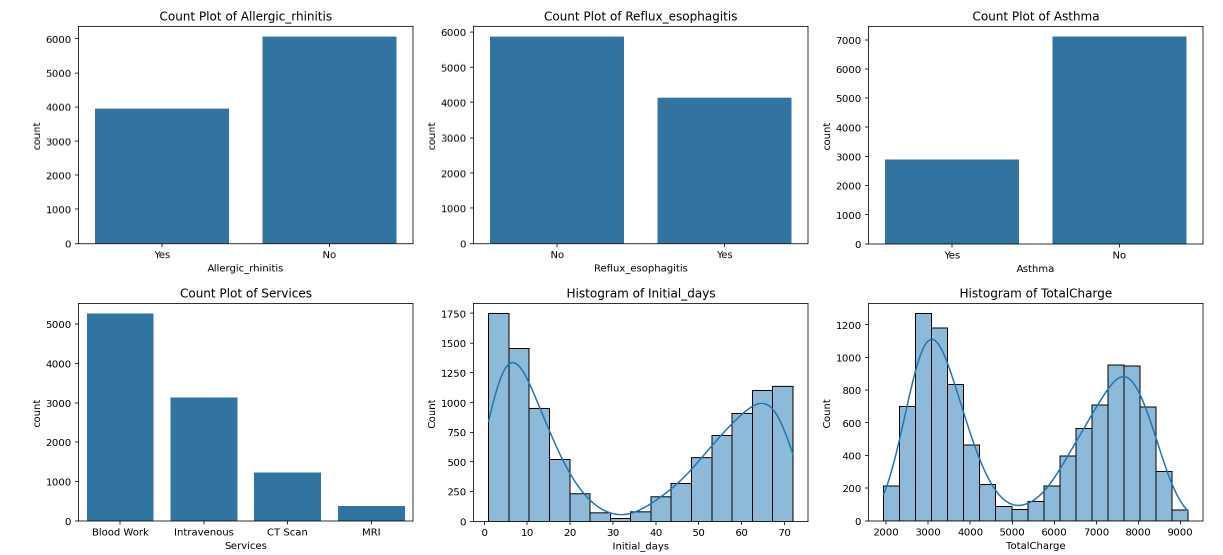 Count Plot of Allergic_rhinitis
6000
5000
4000
3000
2000
1000
0
count
Yes No
Allergic_rhinitis
Count Plot of Reflux_esophagitis
6000
5000
4000
3000
2000
1000
0
count
No Yes
Reflux_esophagitis
Count Plot of Asthma
7000
6000
5000
4000
3000
2000
1000
0
count
Yes No
Asthma
Count Plot of Services
5000
4000
3000
2000
1000
0
count
Blood Work Intravenous CT Scan MRI
Services
Histogram of Initial_days
1750
1500
1250
1000
750
500
250
0
Count
0 10 20 30 40 50 60 70
Initial_days
Histogram of TotalCharge
1200
1000
800
600
400
200
0
Count
2000 3000 4000 5000 6000 7000 8000 9000
TotalCharge